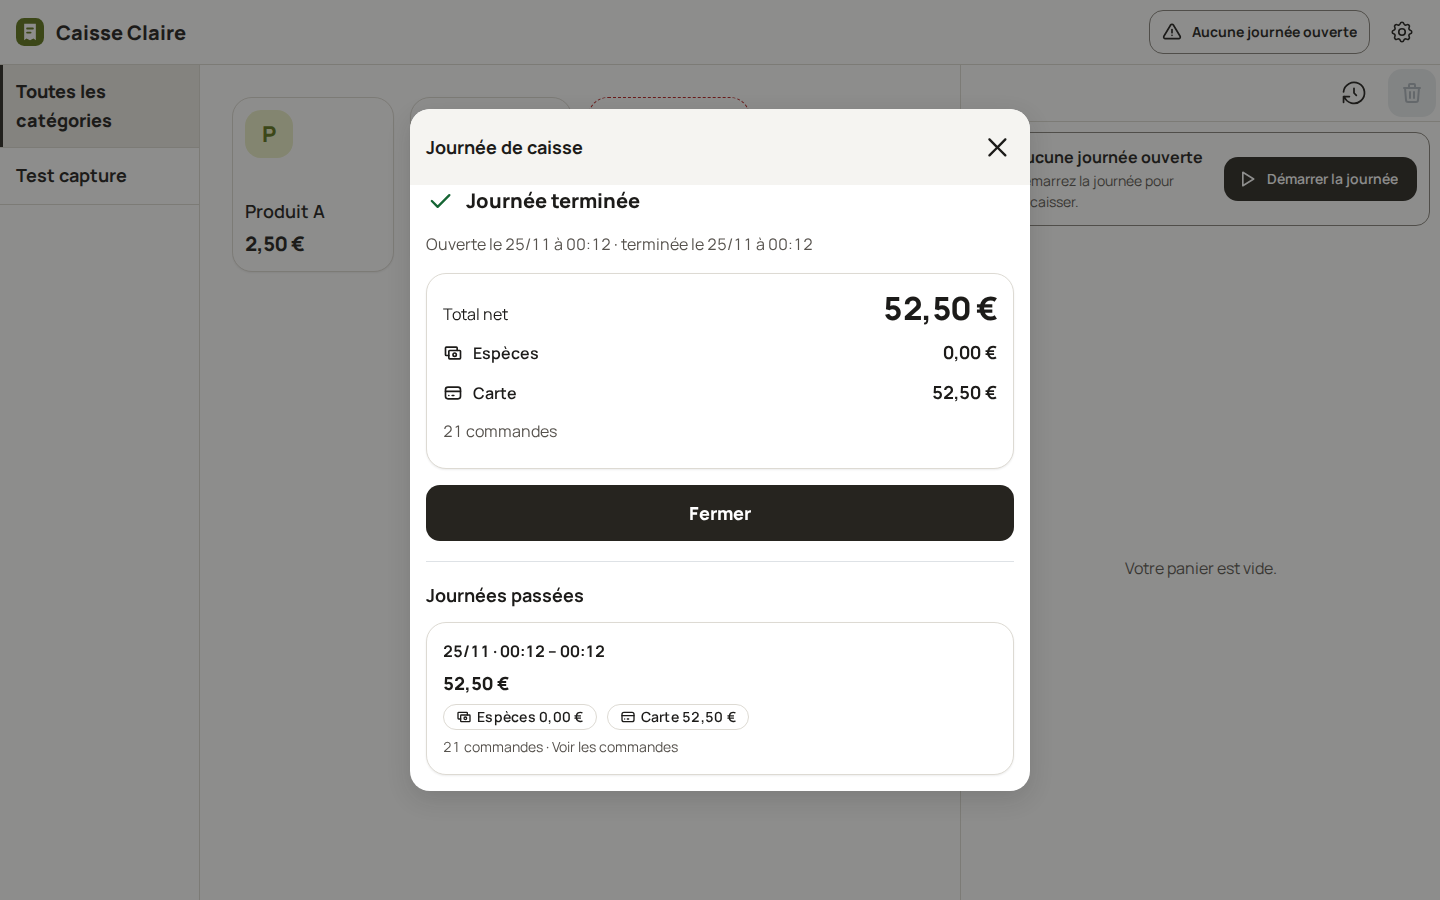 Caisse Claire
Aucune journée ouverte
Toutes les
catégories
Test capture
P
Produit A
2,50 €
ucune journée ouverte
marrez la journée pour
caisser.
Démarrer la journée
Votre panier est vide.
Journée de caisse
Journée terminée
Ouverte le 25/11 à 00:12 · terminée le 25/11 à 00:12
Total net 52,50 €
Espèces 0,00 €
Carte 52,50 €
21 commandes
Fermer
Journées passées
25/11 · 00:12 – 00:12
52,50 €
Espèces 0,00 € Carte 52,50 €
21 commandes · Voir les commandes